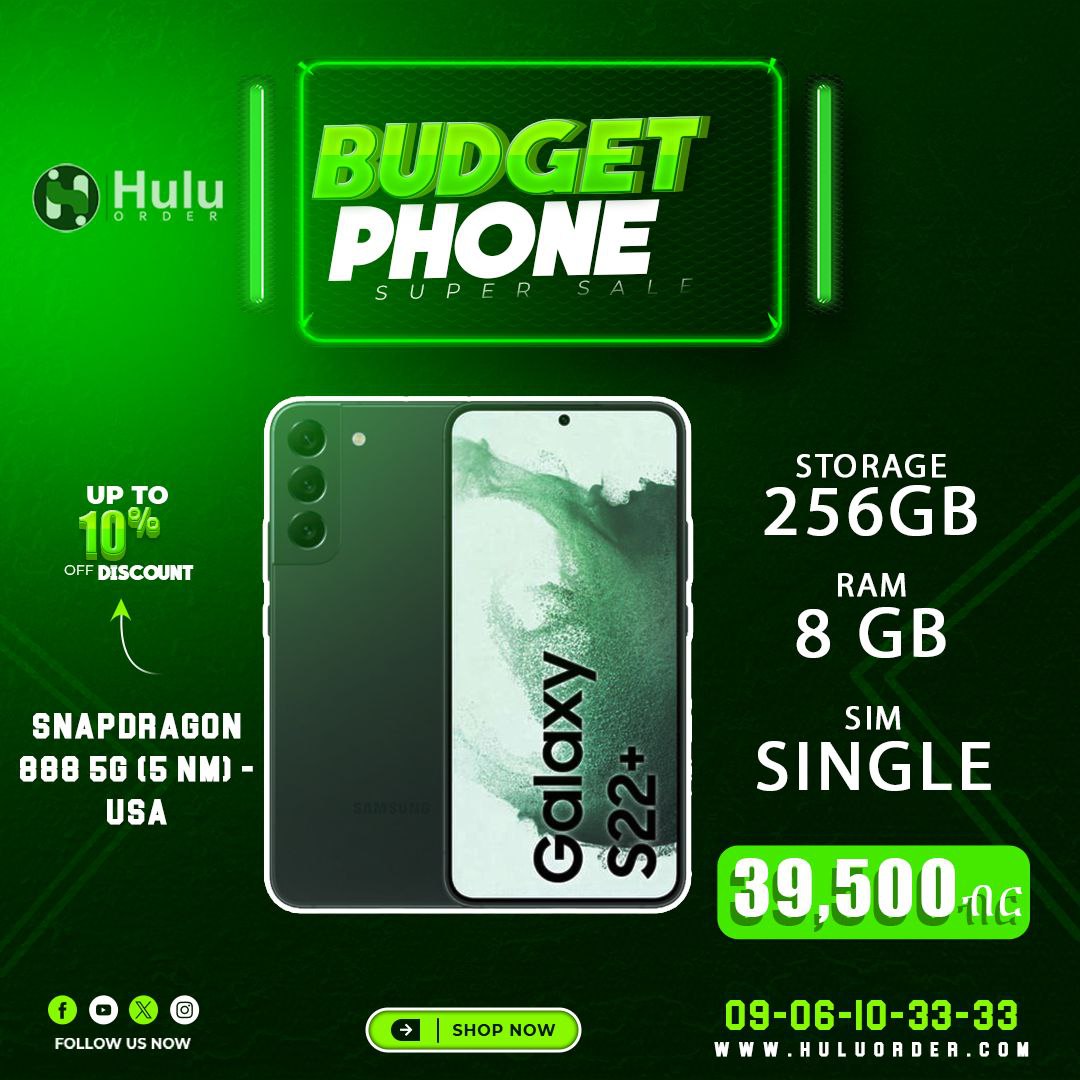 Hulu
ORDER
BUDGET
PHONE
SUPER SALE
UP TO
10%
OFF DISCOUNT
SNAPDRAGON
888 5G (5 NM) -
USA
SAMSUNG
Galaxy
S22+
STORAGE
256GB
RAM
8 GB
SIM
SINGLE
39,500 ብር
FOLLOW US NOW
SHOP NOW
09-06-10-33-33
WWW.HULUORDER.COM